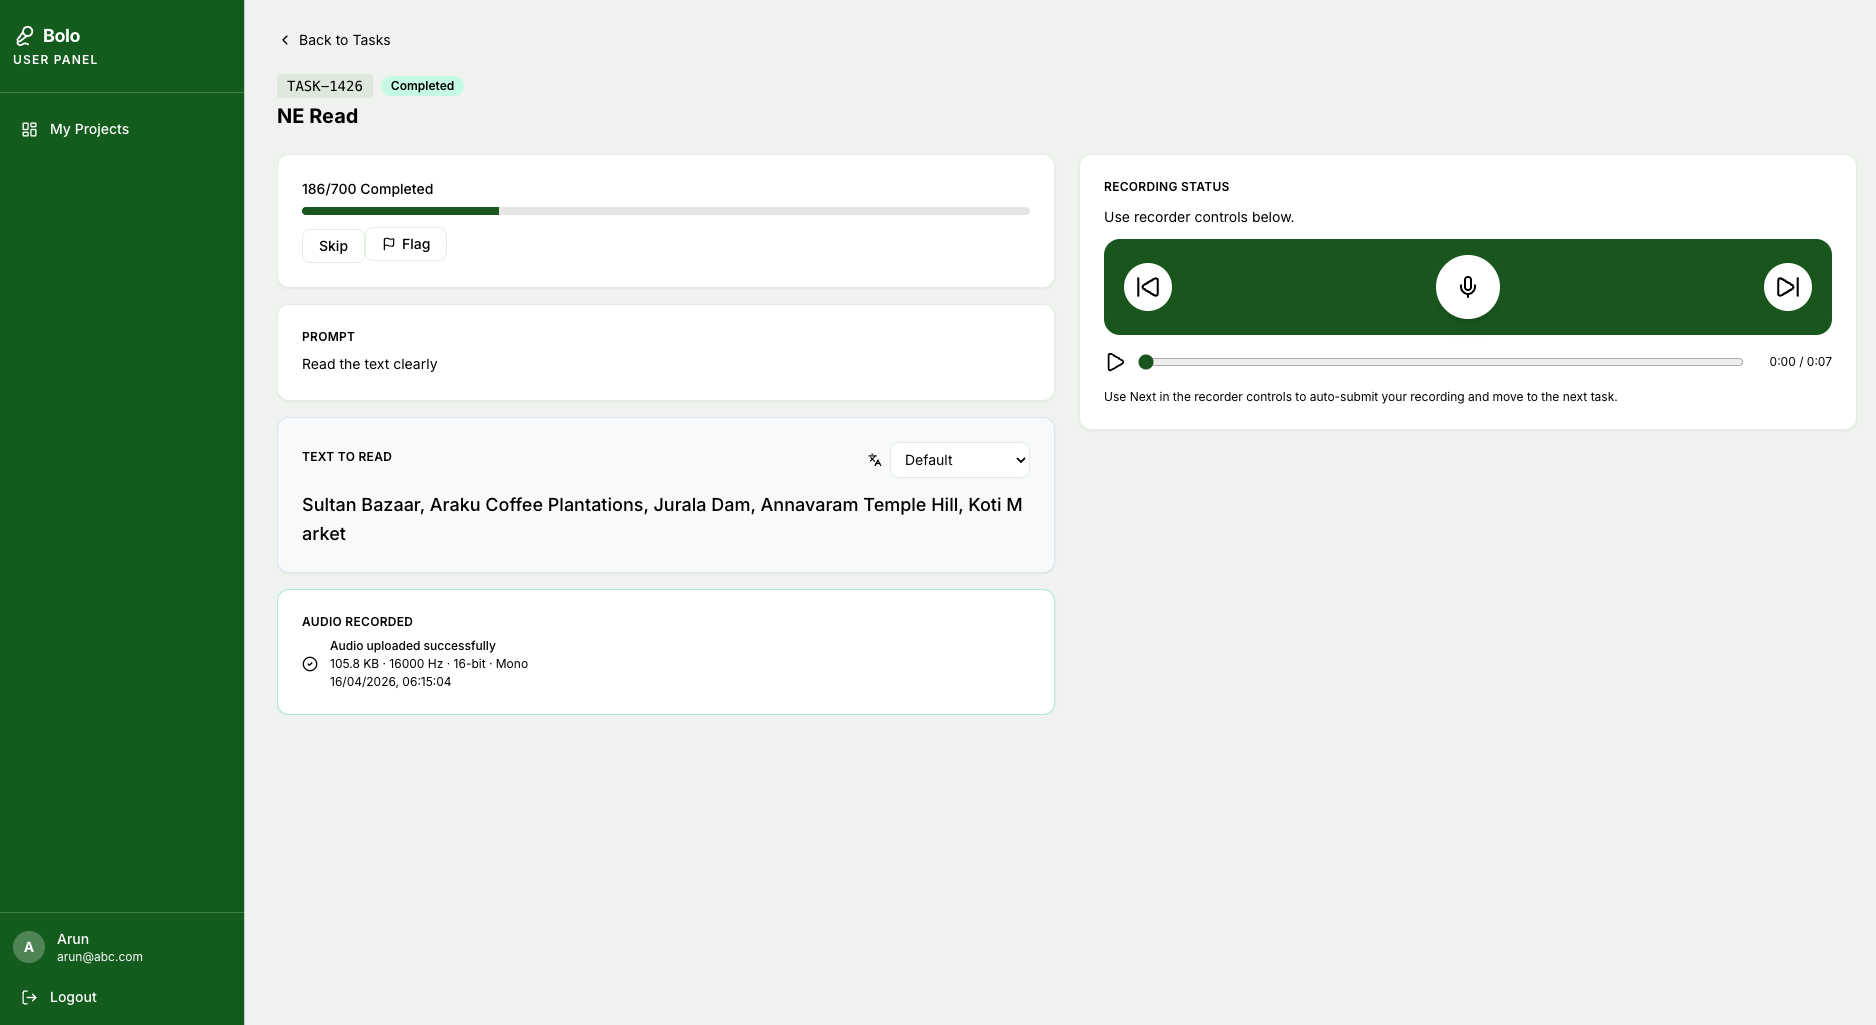 Bolo
USER PANEL
My Projects
Back to Tasks
TASK-1426 Completed
NE Read
186/700 Completed
Skip Flag
PROMPT
Read the text clearly
TEXT TO READ
Default
Sultan Bazaar, Araku Coffee Plantations, Jurala Dam, Annavaram Temple Hill, Koti M
arket
AUDIO RECORDED
Audio uploaded successfully
105.8 KB · 16000 Hz · 16-bit · Mono
16/04/2026, 06:15:04
RECORDING STATUS
Use recorder controls below.
0:00 / 0:07
Use Next in the recorder controls to auto-submit your recording and move to the next task.
A
Arun
arun@abc.com
Logout